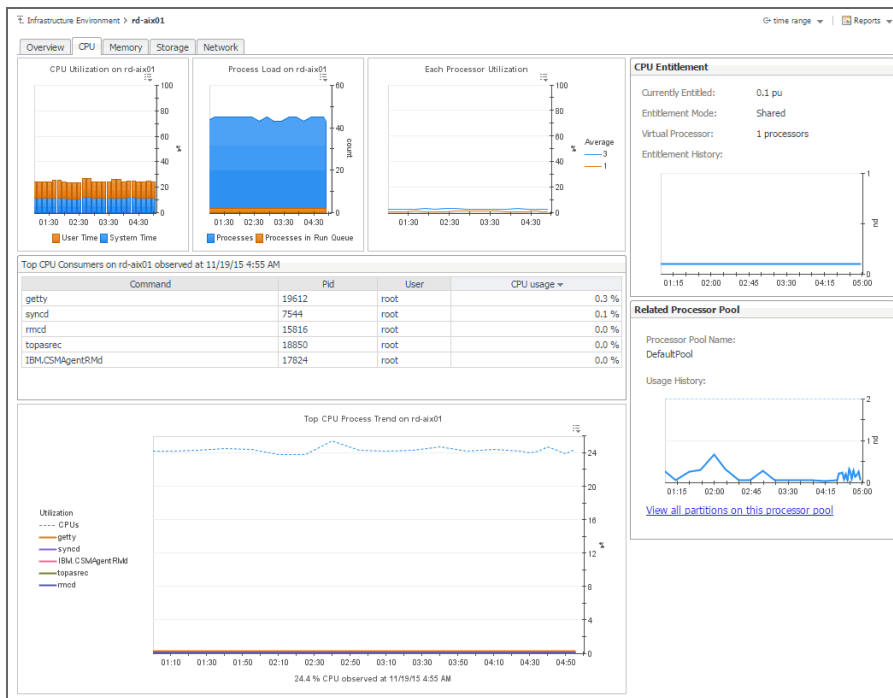 Infrastructure Environment > rd-aix01
time range
Reports
Overview
CPU
Memory
Storage
Network
CPU Utilization on rd-aix01
100
80
60
40
20
0
%
01:30 02:30 03:30 04:30
User Time System Time
Process Load on rd-aix01
60
40
20
0
count
01:30 02:30 03:30 04:30
Processes Processes in Run Queue
Each Processor Utilization
100
80
60
40
20
0
%
01:30 02:30 03:30 04:30
Average
3
1
CPU Entitlement
Currently Entitled: 0.1 pu
Entitlement Mode: Shared
Virtual Processor: 1 processors
Entitlement History:
1
0
pu
01:15 02:00 02:45 03:30 04:15 05:00
Top CPU Consumers on rd-aix01 observed at 11/19/15 4:55 AM
Command Pid User CPU usage
getty 19612 root 0.3 %
syncd 7544 root 0.1 %
rmcd 15816 root 0.0 %
topasrec 18850 root 0.0 %
IBM.CSMAgentRMd 17824 root 0.0 %
Related Processor Pool
Processor Pool Name:
DefaultPool
Usage History:
2
1
0
pu
01:15 02:00 02:45 03:30 04:15 05:00
View all partitions on this processor pool
Top CPU Process Trend on rd-aix01
Utilization
CPUs
getty
syncd
IBM.CSMAgentRMd
topasrec
rmcd
24
20
16
12
8
4
0
%
01:10 01:30 01:50 02:10 02:30 02:50 03:10 03:30 03:50 04:10 04:30 04:50
24.4 % CPU observed at 11/19/15 4:55 AM